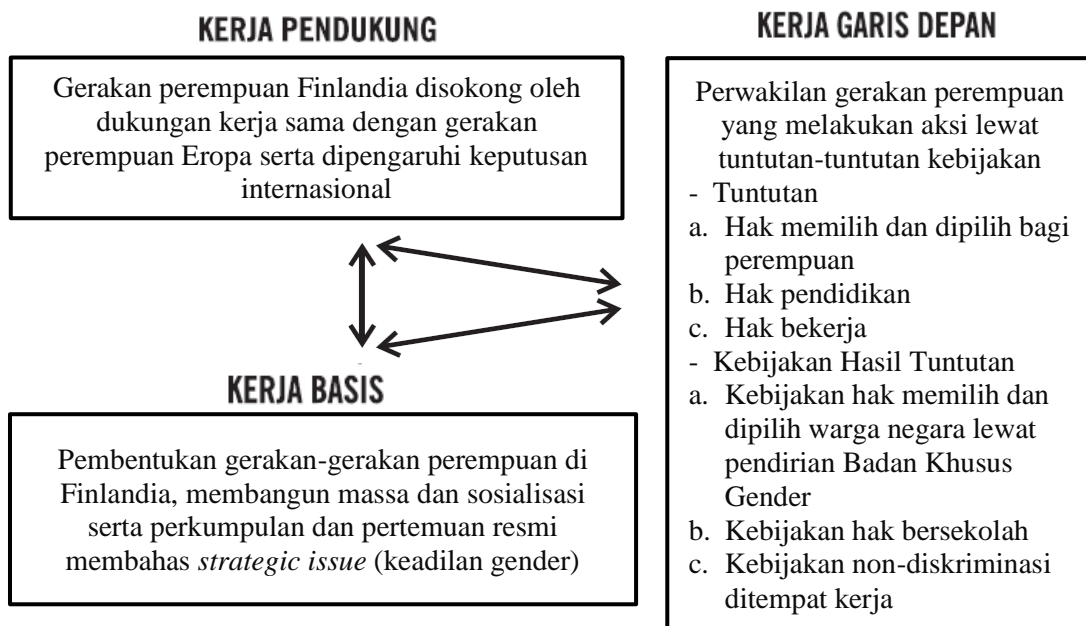 KERJA PENDUKUNG
Gerakan perempuan Finlandia disokong oleh
dukungan kerja sama dengan gerakan
perempuan Eropa serta dipengaruhi keputusan
internasional
KERJA BASIS
Pembentukan gerakan-gerakan perempuan di
Finlandia, membangun massa dan sosialisasi
serta perkumpulan dan pertemuan resmi
membahas strategic issue (keadilan gender)
KERJA GARIS DEPAN
Perwakilan gerakan perempuan
yang melakukan aksi lewat
tuntutan-tuntutan kebijakan
- Tuntutan
a. Hak memilih dan dipilih bagi
perempuan
b. Hak pendidikan
c. Hak bekerja
- Kebijakan Hasil Tuntutan
a. Kebijakan hak memilih dan
dipilih warga negara lewat
pendirian Badan Khusus
Gender
b. Kebijakan hak bersekolah
c. Kebijakan non-diskriminasi
ditempat kerja